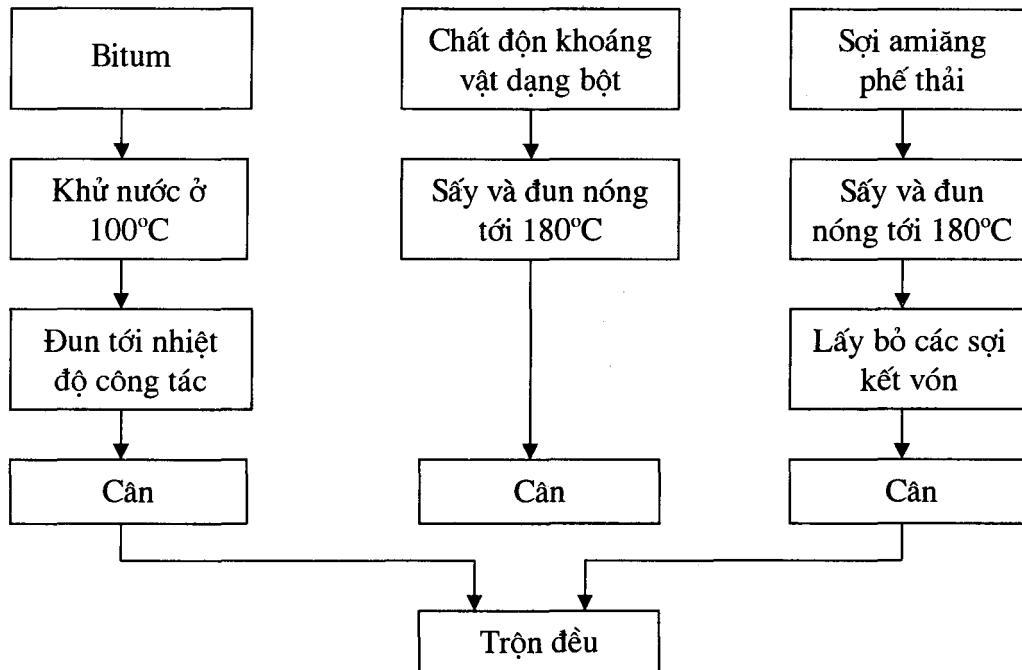 Bitum
Chất độn khoáng
vật dạng bột
Sợi amiăng
phế thải
Khử nước ở
100°C
Sấy và đun nóng
tới 180°C
Sấy và đun
nóng tới 180°C
Đun tới nhiệt
độ công tác
Lấy bỏ các sợi
kết vón
Cân
Cân
Cân
Trộn đều